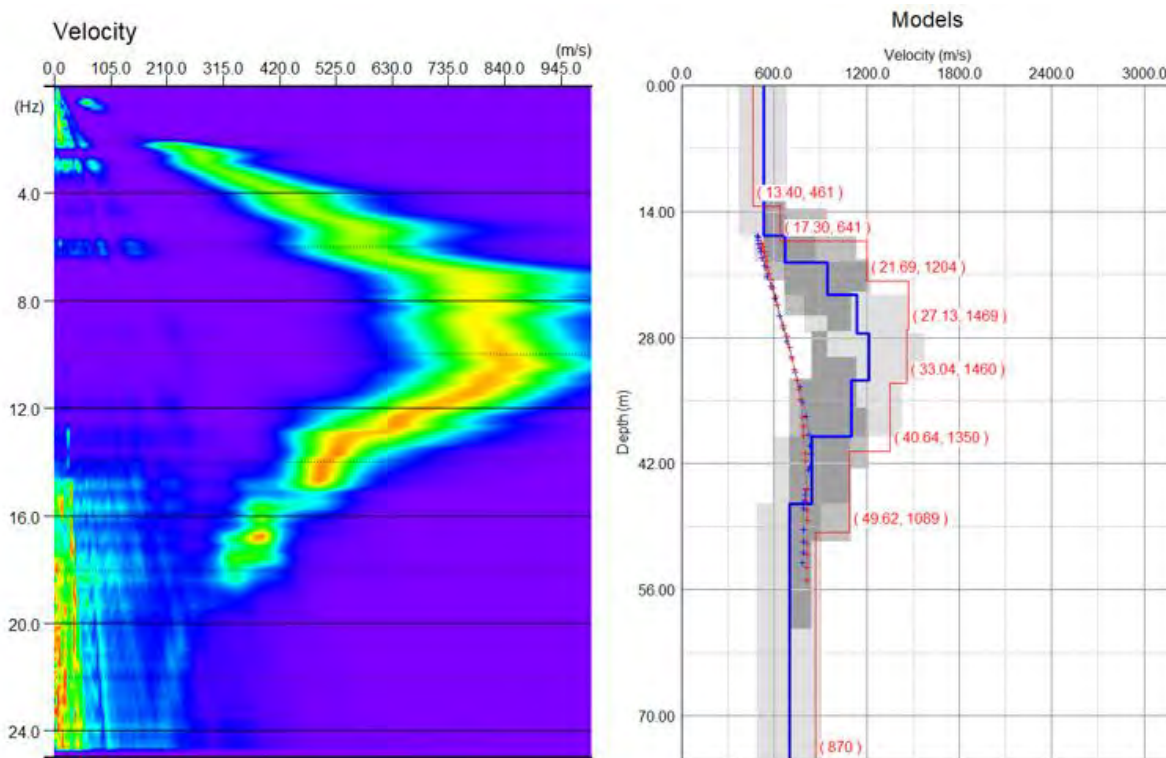 Velocity
(m/s)
0.0 105.0 210.0 315.0 420.0 525.0 630.0 735.0 840.0 945.0
(Hz)
4.0
8.0
12.0
16.0
20.0
24.0
Models
Velocity (m/s)
0.0 600.0 1200.0 1800.0 2400.0 3000.0
0.00
14.00
28.00
42.00
56.00
70.00
Depth (m)
( 13.40, 461 )
( 17.30, 641 )
( 21.69, 1204 )
( 27.13, 1469 )
( 33.04, 1460 )
( 40.64, 1350 )
( 49.62, 1089 )
( 870 )